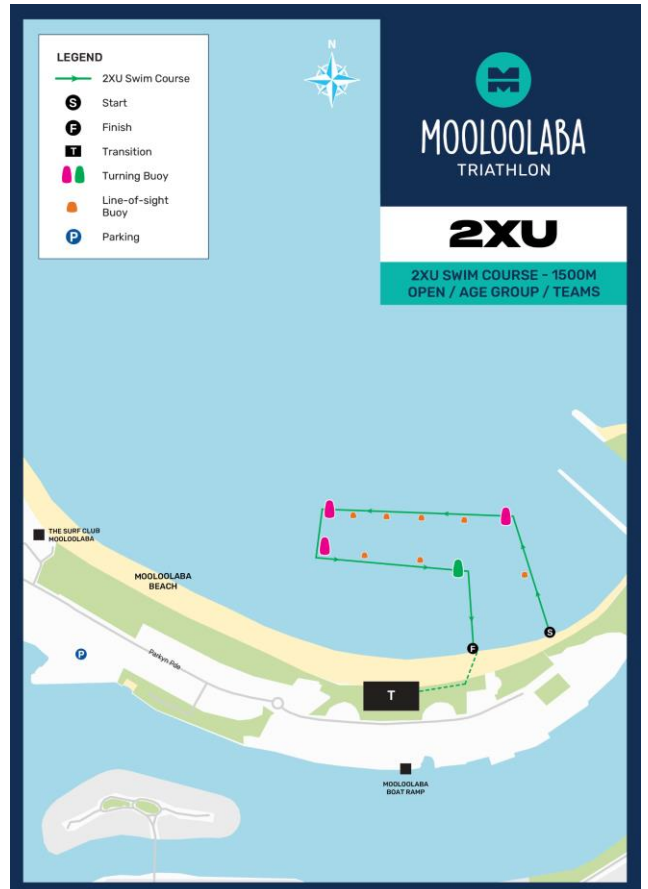 LEGEND
2XU Swim Course
S
Start
F
Finish
T
Transition
Turning Buoy
Line-of-sight
Buoy
P
Parking
N
M
MOOLOOLABA
TRIATHLON
2XU
2XU SWIM COURSE - 1500M
OPEN / AGE GROUP / TEAMS
THE SURF CLUB
MOOLOOLABA
MOOLOOLABA
BEACH
S
F
P
Parkyn Pde
T
MOOLOOLABA
BOAT RAMP